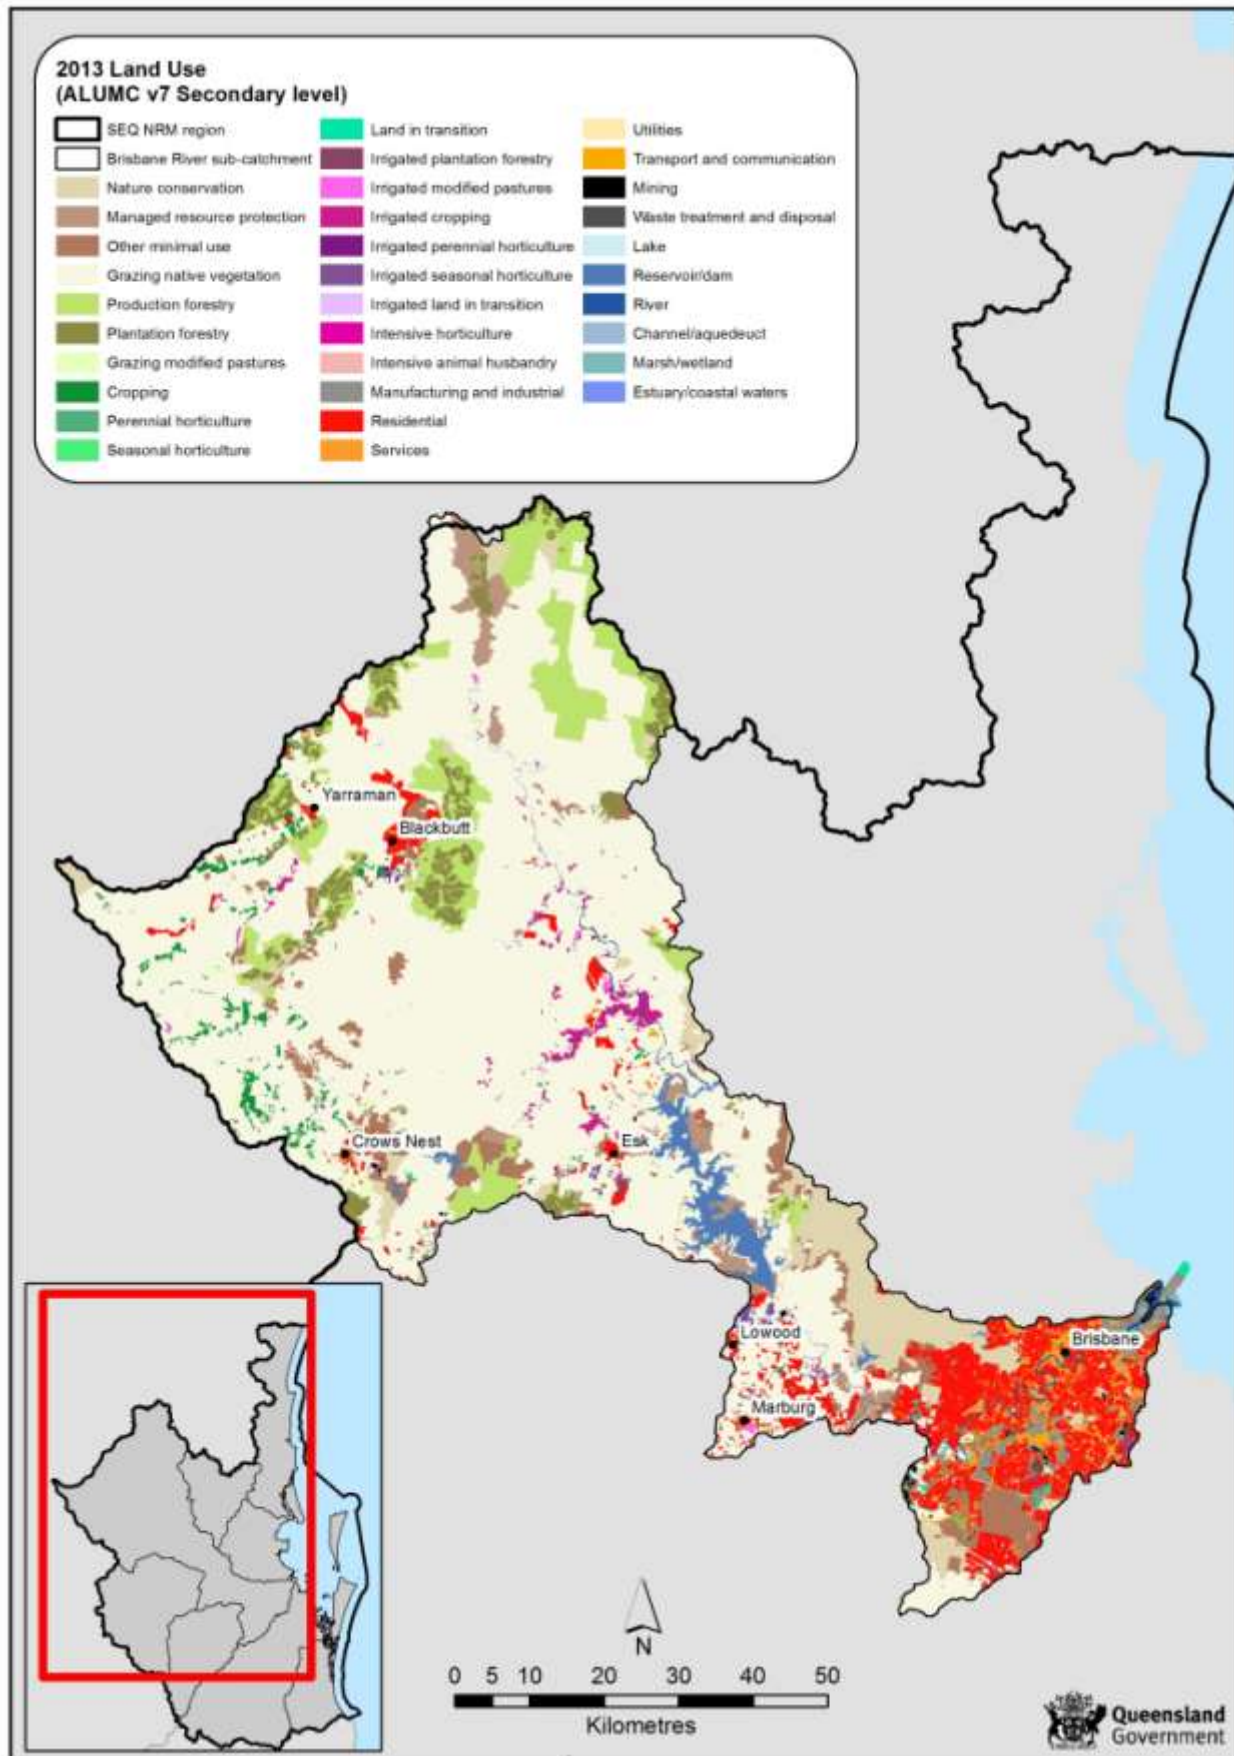 2013 Land Use
(ALUMC v7 Secondary level)
SEQ NRM region
Brisbane River sub-catchment
Nature conservation
Managed resource protection
Other minimal use
Grazing native vegetation
Production forestry
Plantation forestry
Grazing modified pastures
Cropping
Perennial horticulture
Seasonal horticulture
Land in transition
Irrigated plantation forestry
Irrigated modified pastures
Irrigated cropping
Irrigated perennial horticulture
Irrigated seasonal horticulture
Irrigated land in transition
Intensive horticulture
Intensive animal husbandry
Manufacturing and industrial
Residential
Services
Utilities
Transport and communication
Mining
Waste treatment and disposal
Lake
Reservoir/dam
River
Channel/aquedeuct
Marsh/wetland
Estuary/coastal waters
Yarraman
Blackbutt
Crows Nest
Esk
Lowood
Brisbane
Marburg
N
0 5 10 20 30 40 50
Kilometres
Queensland
Government